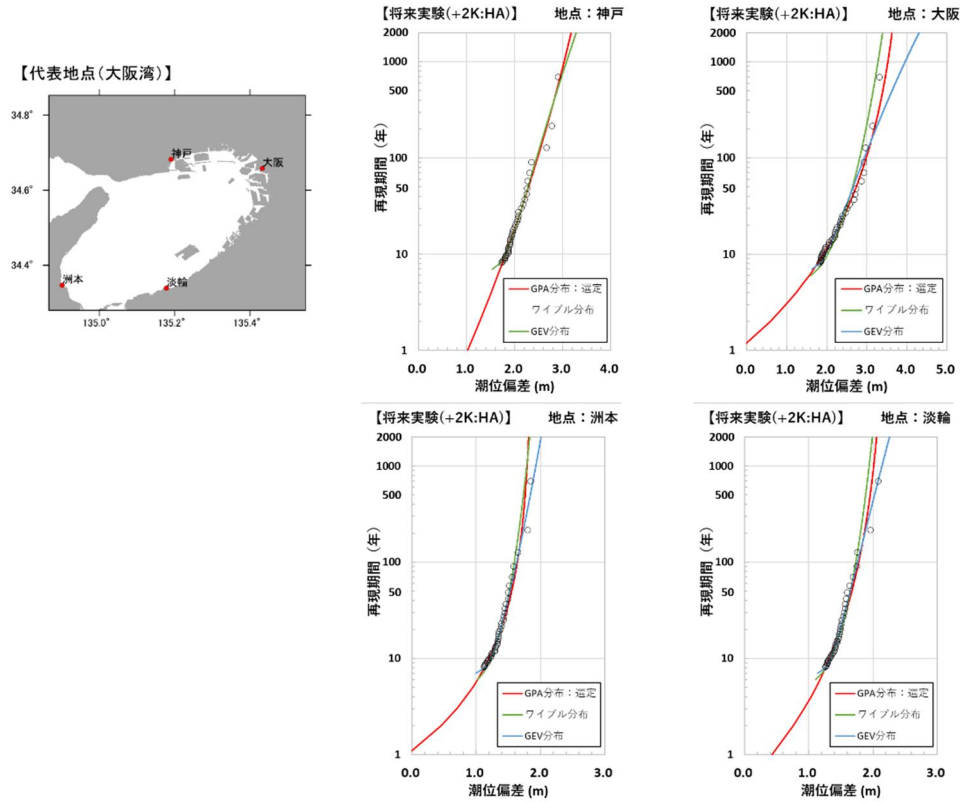 【代表地点(大阪湾)】
34.8°
34.6°
34.4°
135.0°
135.2°
135.4°
神戸
大阪
洲本
淡輪
【将来実験(+2K:HA)】 地点：神戸
再現期間（年）
2000
1000
500
100
50
10
1
0.0 1.0 2.0 3.0 4.0
潮位偏差 (m)
GPA分布：選定
ワイブル分布
GEV分布
【将来実験(+2K:HA)】 地点：大阪
再現期間（年）
2000
1000
500
100
50
10
1
0.0 1.0 2.0 3.0 4.0 5.0
潮位偏差 (m)
GPA分布：選定
ワイブル分布
GEV分布
【将来実験(+2K:HA)】 地点：洲本
再現期間（年）
2000
1000
500
100
50
10
1
0.0 1.0 2.0 3.0
潮位偏差 (m)
GPA分布：選定
ワイブル分布
GEV分布
【将来実験(+2K:HA)】 地点：淡輪
再現期間（年）
2000
1000
500
100
50
10
1
0.0 1.0 2.0 3.0
潮位偏差 (m)
GPA分布：選定
ワイブル分布
GEV分布